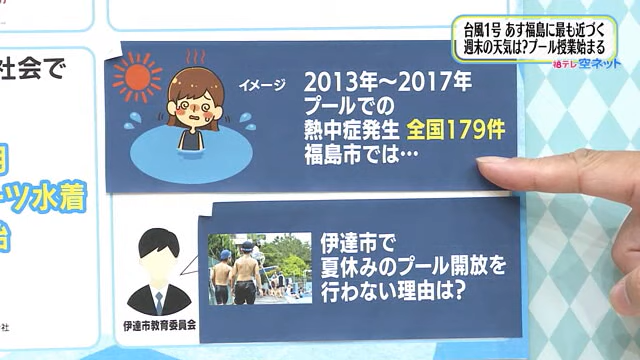 台風1号 あす福島に最も近づく
週末の天気は?プール授業始まる
福テレ空ネット
社会で
ーツ水着
イメージ
2013年～2017年
プールでの
熱中症発生 全国179件
福島市では…
伊達市で
夏休みのプール開放を
行わない理由は?
伊達市教育委員会